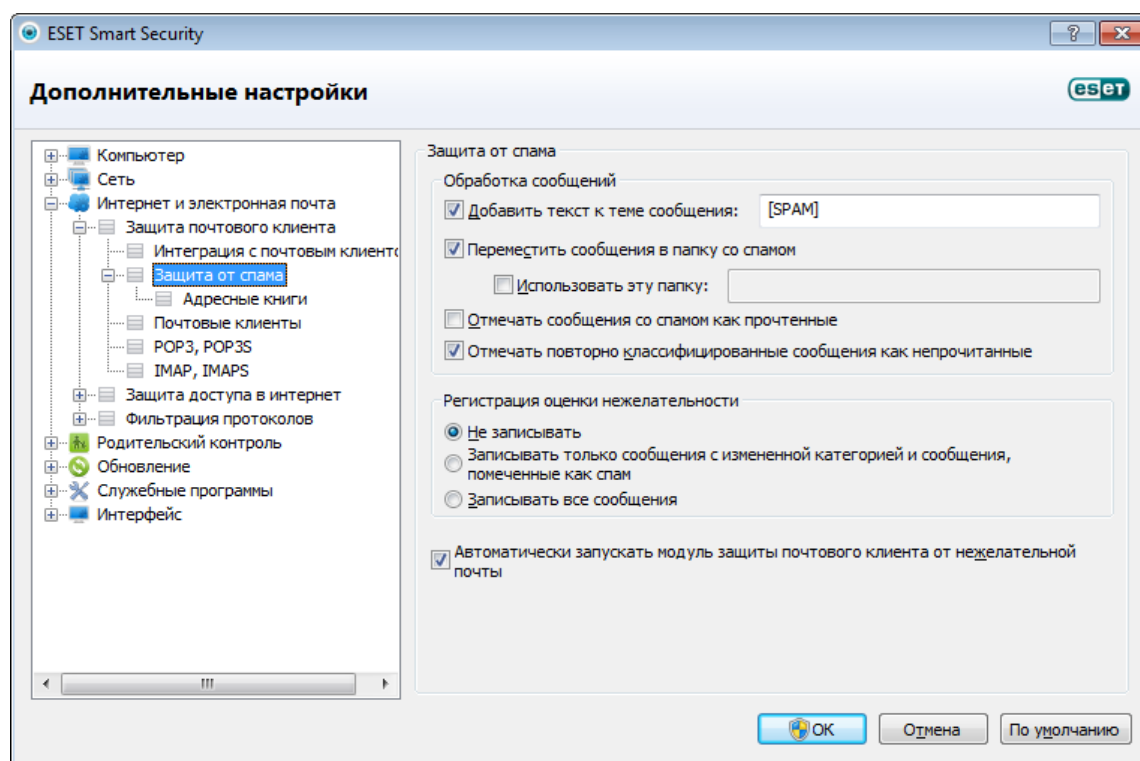 ESET Smart Security
Дополнительные настройки
eset
Компьютер
Сеть
Интернет и электронная почта
Защита почтового клиента
Интеграция с почтовым клиенто
Защита от спама
Адресные книги
Почтовые клиенты
POP3, POP3S
IMAP, IMAPS
Защита доступа в интернет
Фильтрация протоколов
Родительский контроль
Обновление
Служебные программы
Интерфейс
Защита от спама
Обработка сообщений
Добавить текст к теме сообщения: [SPAM]
Переместить сообщения в папку со спамом
Использовать эту папку:
Отмечать сообщения со спамом как прочтенные
Отмечать повторно классифицированные сообщения как непрочитанные
Регистрация оценки нежелательности
Не записывать
Записывать только сообщения с измененной категорией и сообщения,
помеченные как спам
Записывать все сообщения
Автоматически запускать модуль защиты почтового клиента от нежелательной
почты
OK Отмена По умолчанию